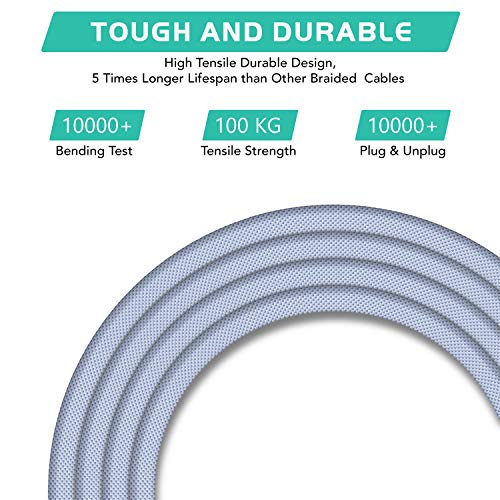 TOUGH AND DURABLE
High Tensile Durable Design,
5 Times Longer Lifespan than Other Braided Cables
10000+ 100 KG 10000+
Bending Test Tensile Strength Plug & Unplug